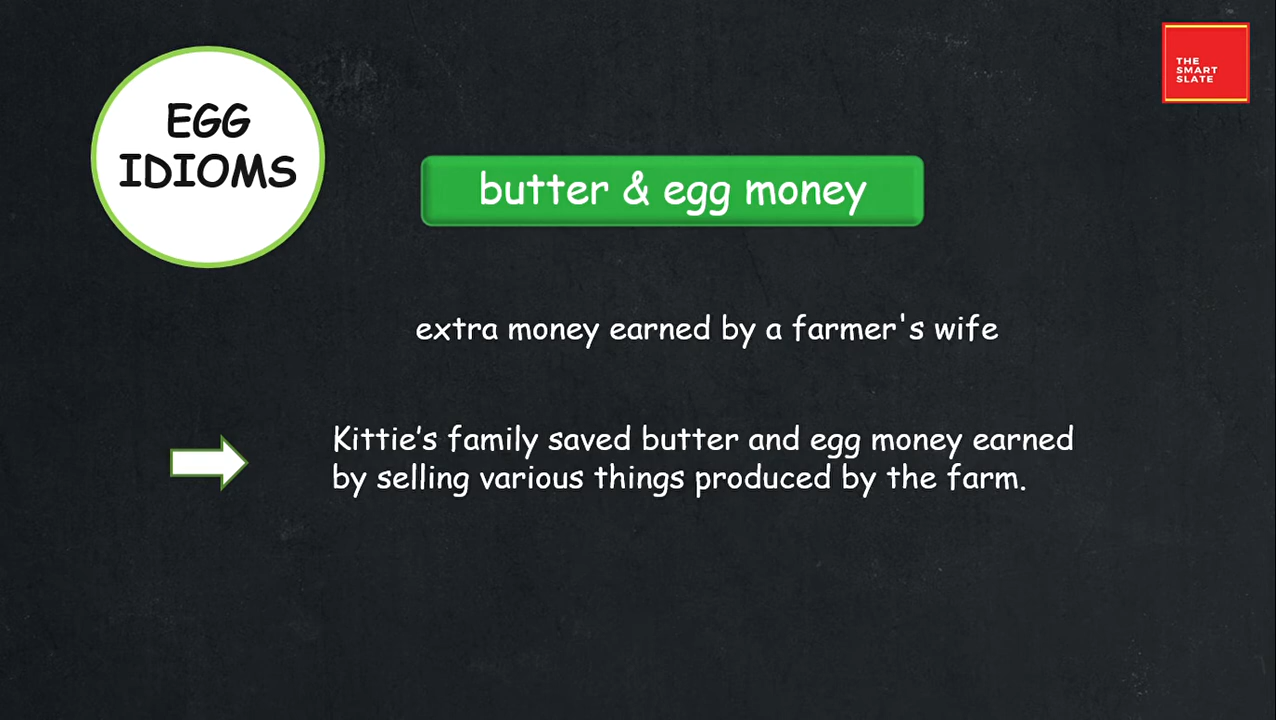 EGG
IDIOMS
THE
SMART
SLATE
butter & egg money
extra money earned by a farmer's wife
Kittie’s family saved butter and egg money earned
by selling various things produced by the farm.